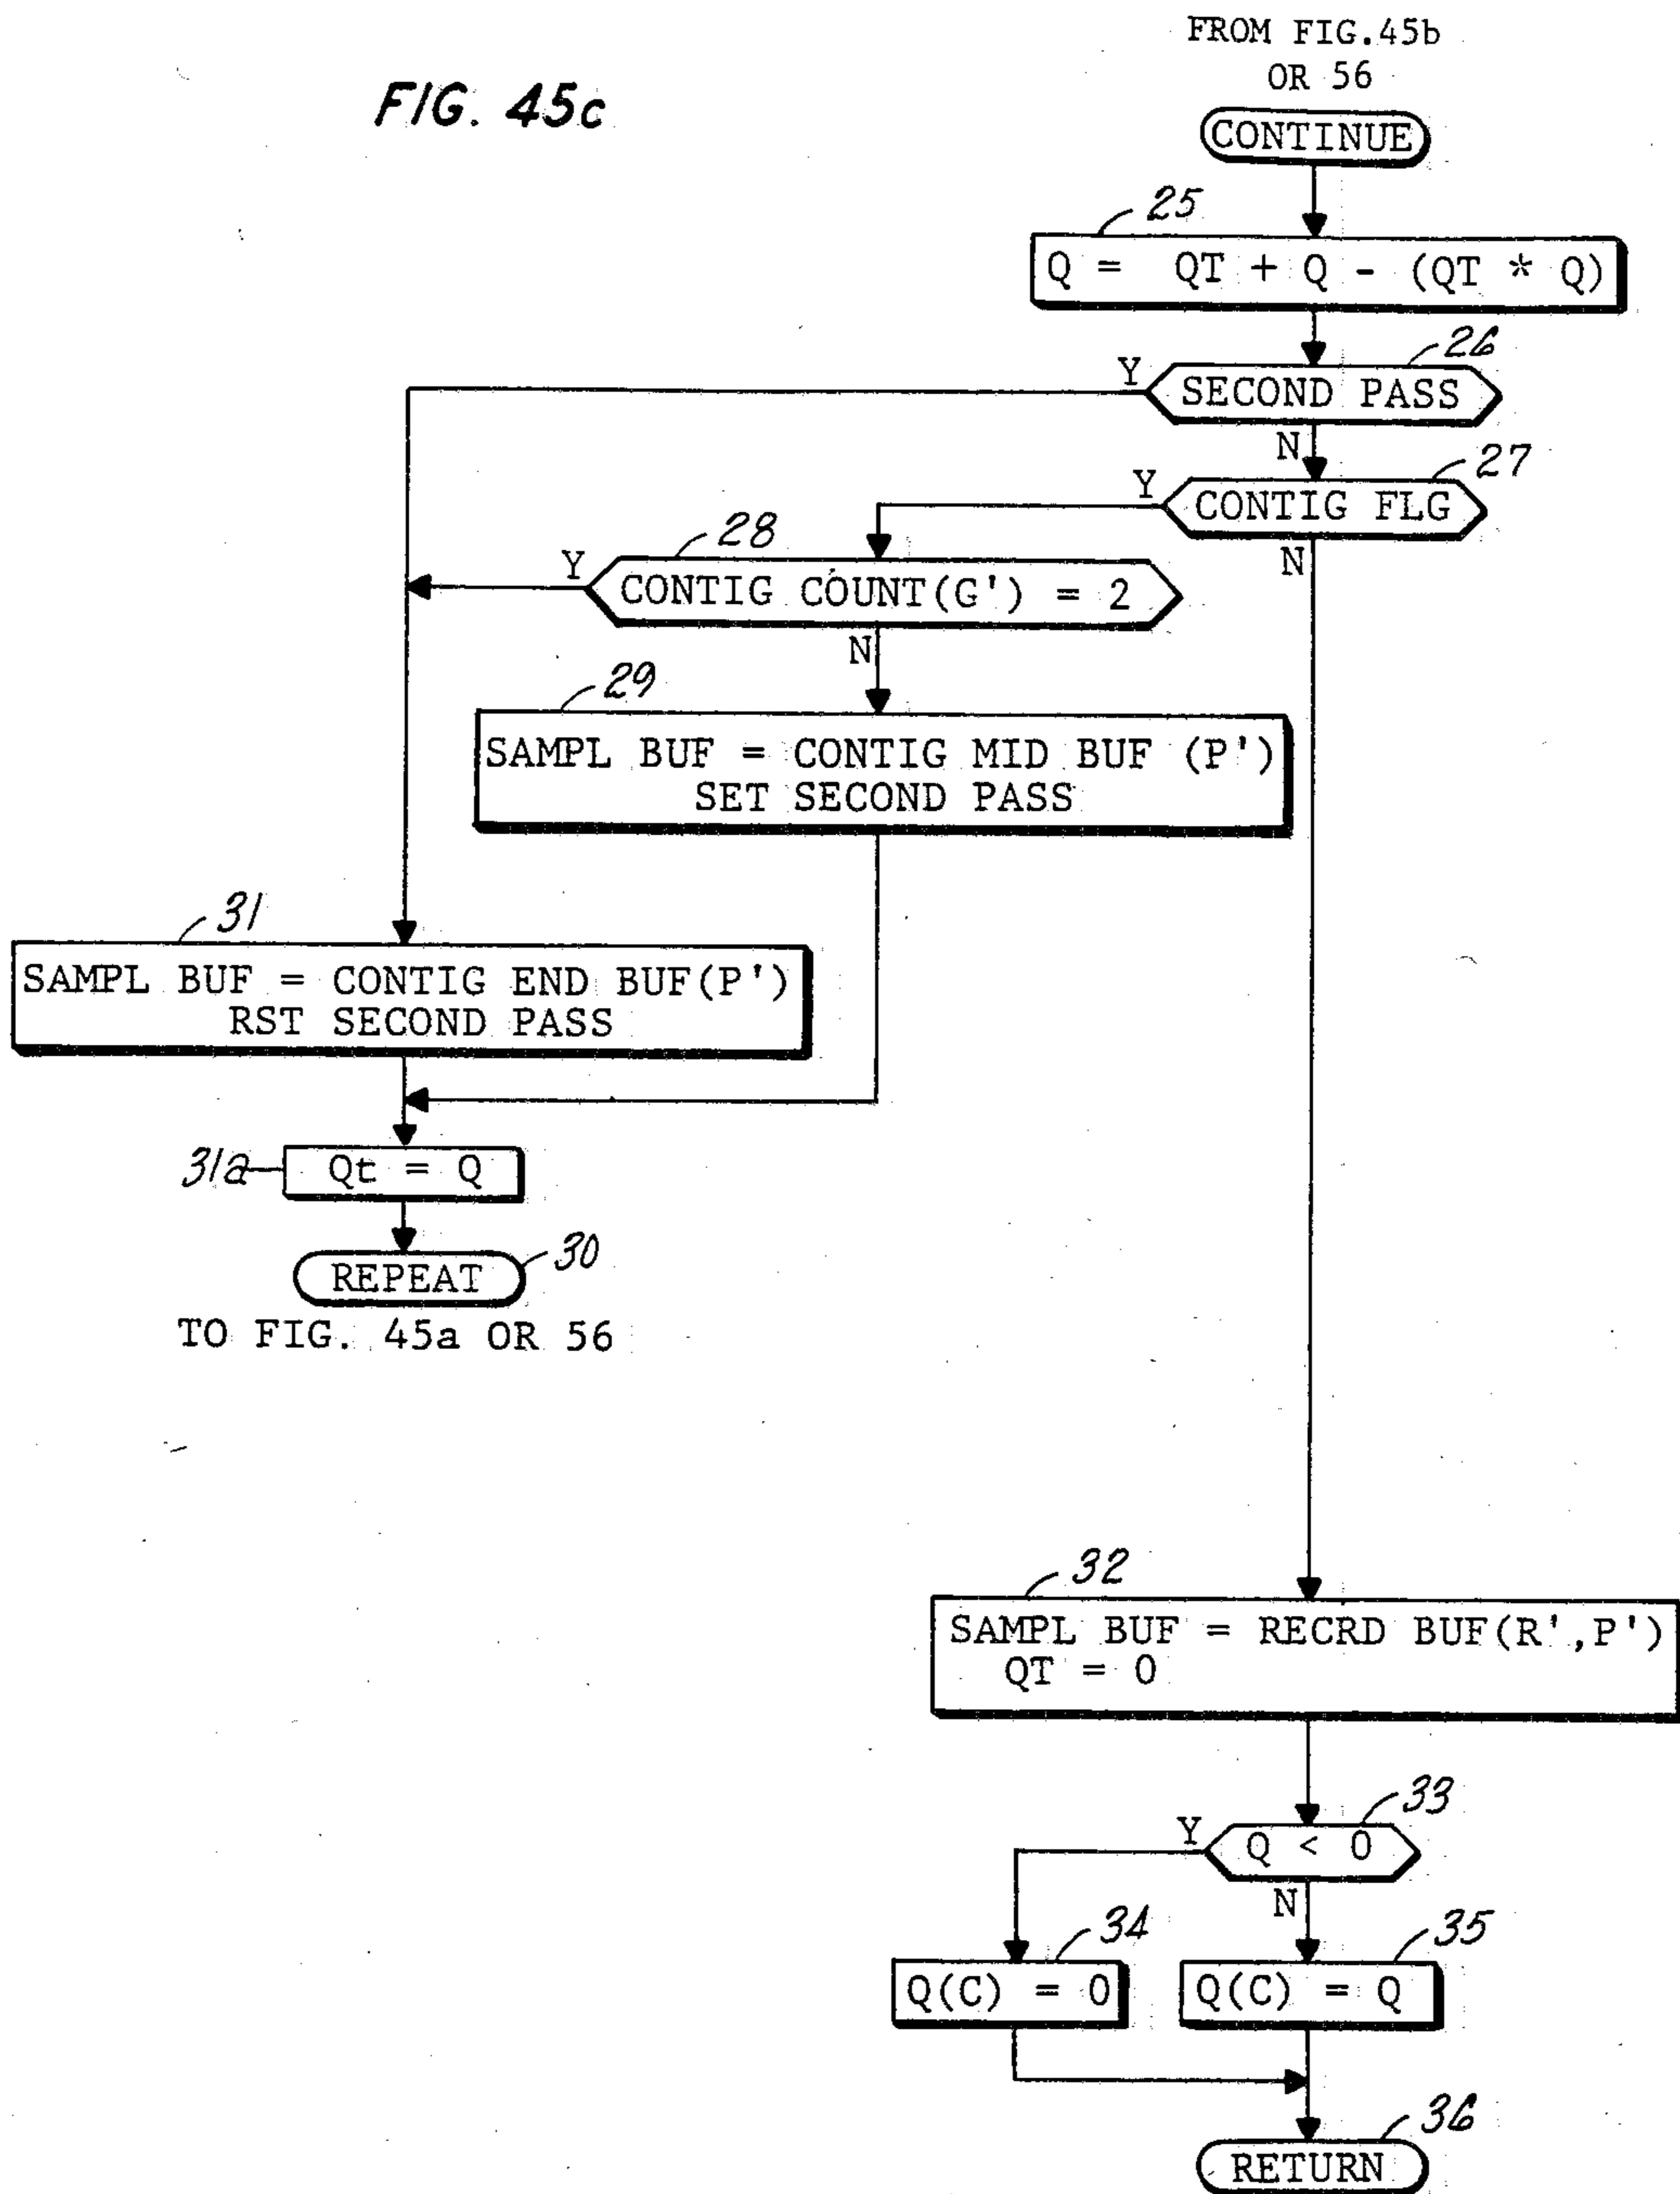 FROM FIG.45b
OR 56
FIG. 45c
CONTINUE
25
Q = QT + Q - (QT * Q)
26
Y
SECOND PASS
N
27
Y
CONTIG FLG
N
28
Y
CONTIG COUNT(G') = 2
N
29
SAMPL BUF = CONTIG MID BUF (P')
SET SECOND PASS
31
SAMPL BUF = CONTIG END BUF(P')
RST SECOND PASS
31a
Qt = Q
30
REPEAT
TO FIG. 45a OR 56
32
SAMPL BUF = RECRD BUF(R',P')
QT = 0
33
Y
Q < 0
N
34
35
Q(C) = 0
Q(C) = Q
36
RETURN